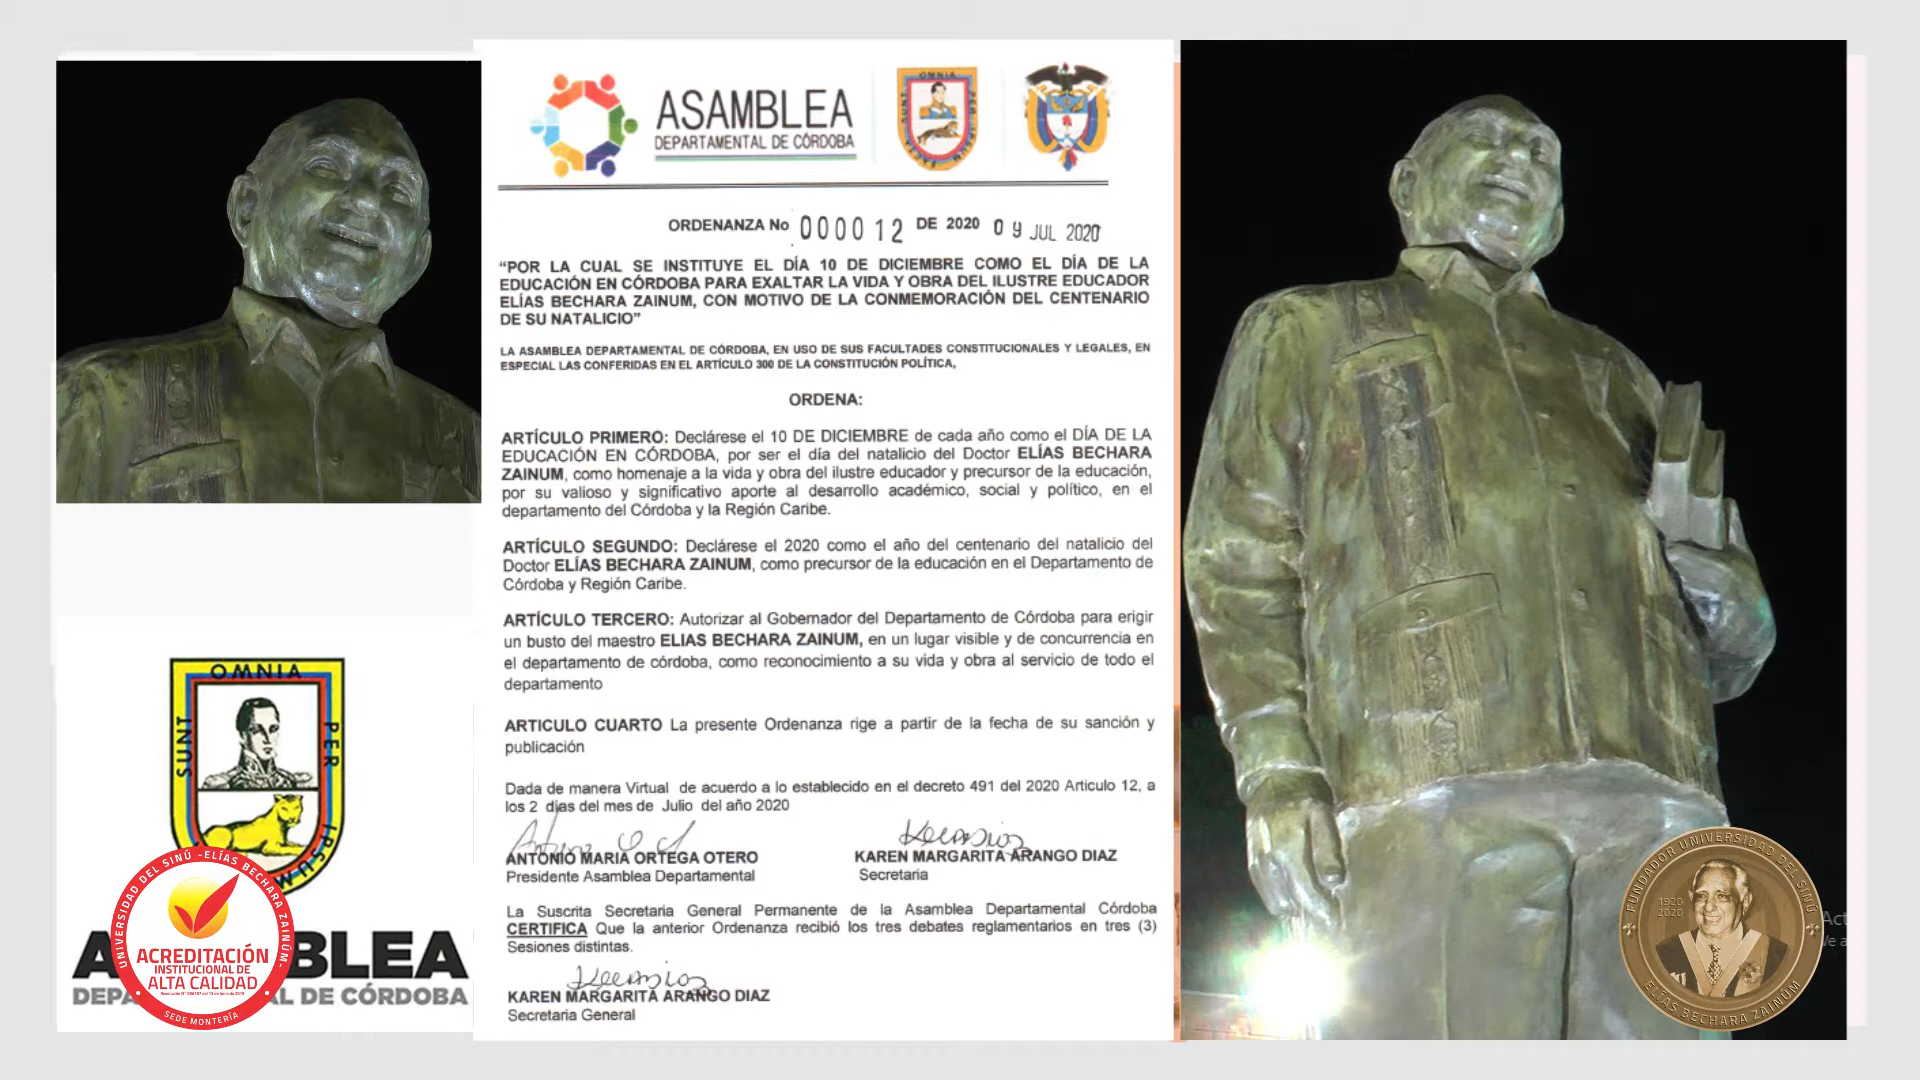 ASAMBLEA
DEPARTAMENTAL DE CÓRDOBA
OMNIA
SUNT
PER
ORDENANZA No 000012 DE 2020 09 JUL 2020
“POR LA CUAL SE INSTITUYE EL DÍA 10 DE DICIEMBRE COMO EL DÍA DE LA
EDUCACIÓN EN CÓRDOBA PARA EXALTAR LA VIDA Y OBRA DEL ILUSTRE EDUCADOR
ELÍAS BECHARA ZAINUM, CON MOTIVO DE LA CONMEMORACIÓN DEL CENTENARIO
DE SU NATALICIO”
LA ASAMBLEA DEPARTAMENTAL DE CÓRDOBA, EN USO DE SUS FACULTADES CONSTITUCIONALES Y LEGALES, EN
ESPECIAL LAS CONFERIDAS EN EL ARTÍCULO 300 DE LA CONSTITUCIÓN POLÍTICA,
ORDENA:
ARTÍCULO PRIMERO: Declárese el 10 DE DICIEMBRE de cada año como el DÍA DE LA
EDUCACIÓN EN CÓRDOBA, por ser el día del natalicio del Doctor ELÍAS BECHARA
ZAINUM, como homenaje a la vida y obra del ilustre educador y precursor de la educación,
por su valioso y significativo aporte al desarrollo académico, social y político, en el
departamento del Córdoba y la Región Caribe.
ARTÍCULO SEGUNDO: Declárese el 2020 como el año del centenario del natalicio del
Doctor ELÍAS BECHARA ZAINUM, como precursor de la educación en el Departamento de
Córdoba y Región Caribe.
ARTÍCULO TERCERO: Autorizar al Gobernador del Departamento de Córdoba para erigir
un busto del maestro ELIAS BECHARA ZAINUM, en un lugar visible y de concurrencia en
el departamento de córdoba, como reconocimiento a su vida y obra al servicio de todo el
departamento
ARTICULO CUARTO La presente Ordenanza rige a partir de la fecha de su sanción y
publicación
Dada de manera Virtual de acuerdo a lo establecido en el decreto 491 del 2020 Articulo 12, a
los 2 dias del mes de Julio del año 2020
ANTONIO MARIA ORTEGA OTERO
Presidente Asamblea Departamental
KAREN MARGARITA ARANGO DIAZ
Secretaria
La Suscrita Secretaria General Permanente de la Asamblea Departamental Córdoba
CERTIFICA Que la anterior Ordenanza recibió los tres debates reglamentarios en tres (3)
Sesiones distintas.
KAREN MARGARITA ARANGO DIAZ
Secretaria General
OMNIA
SUNT
PER
A BLEA
DEPA AL DE CÓRDOBA
UNIVERSIDAD DEL SINÚ -ELÍAS BECHARA ZAINÚM-
ACREDITACIÓN
INSTITUCIONAL DE
ALTA CALIDAD
SEDE MONTERÍA
FUNDADOR UNIVERSIDAD DEL SINÚ
1920
2020
ELÍAS BECHARA ZAINÚM
Act